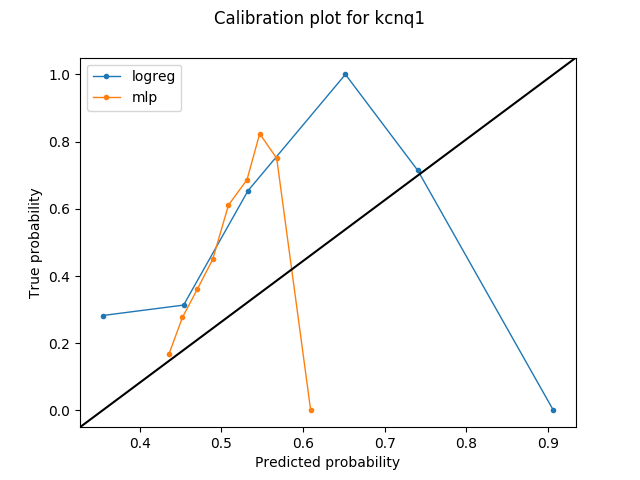 Calibration plot for kcnq1
logreg
mlp
1.0
0.8
0.6
0.4
0.2
0.0
True probability
0.4 0.5 0.6 0.7 0.8 0.9
Predicted probability